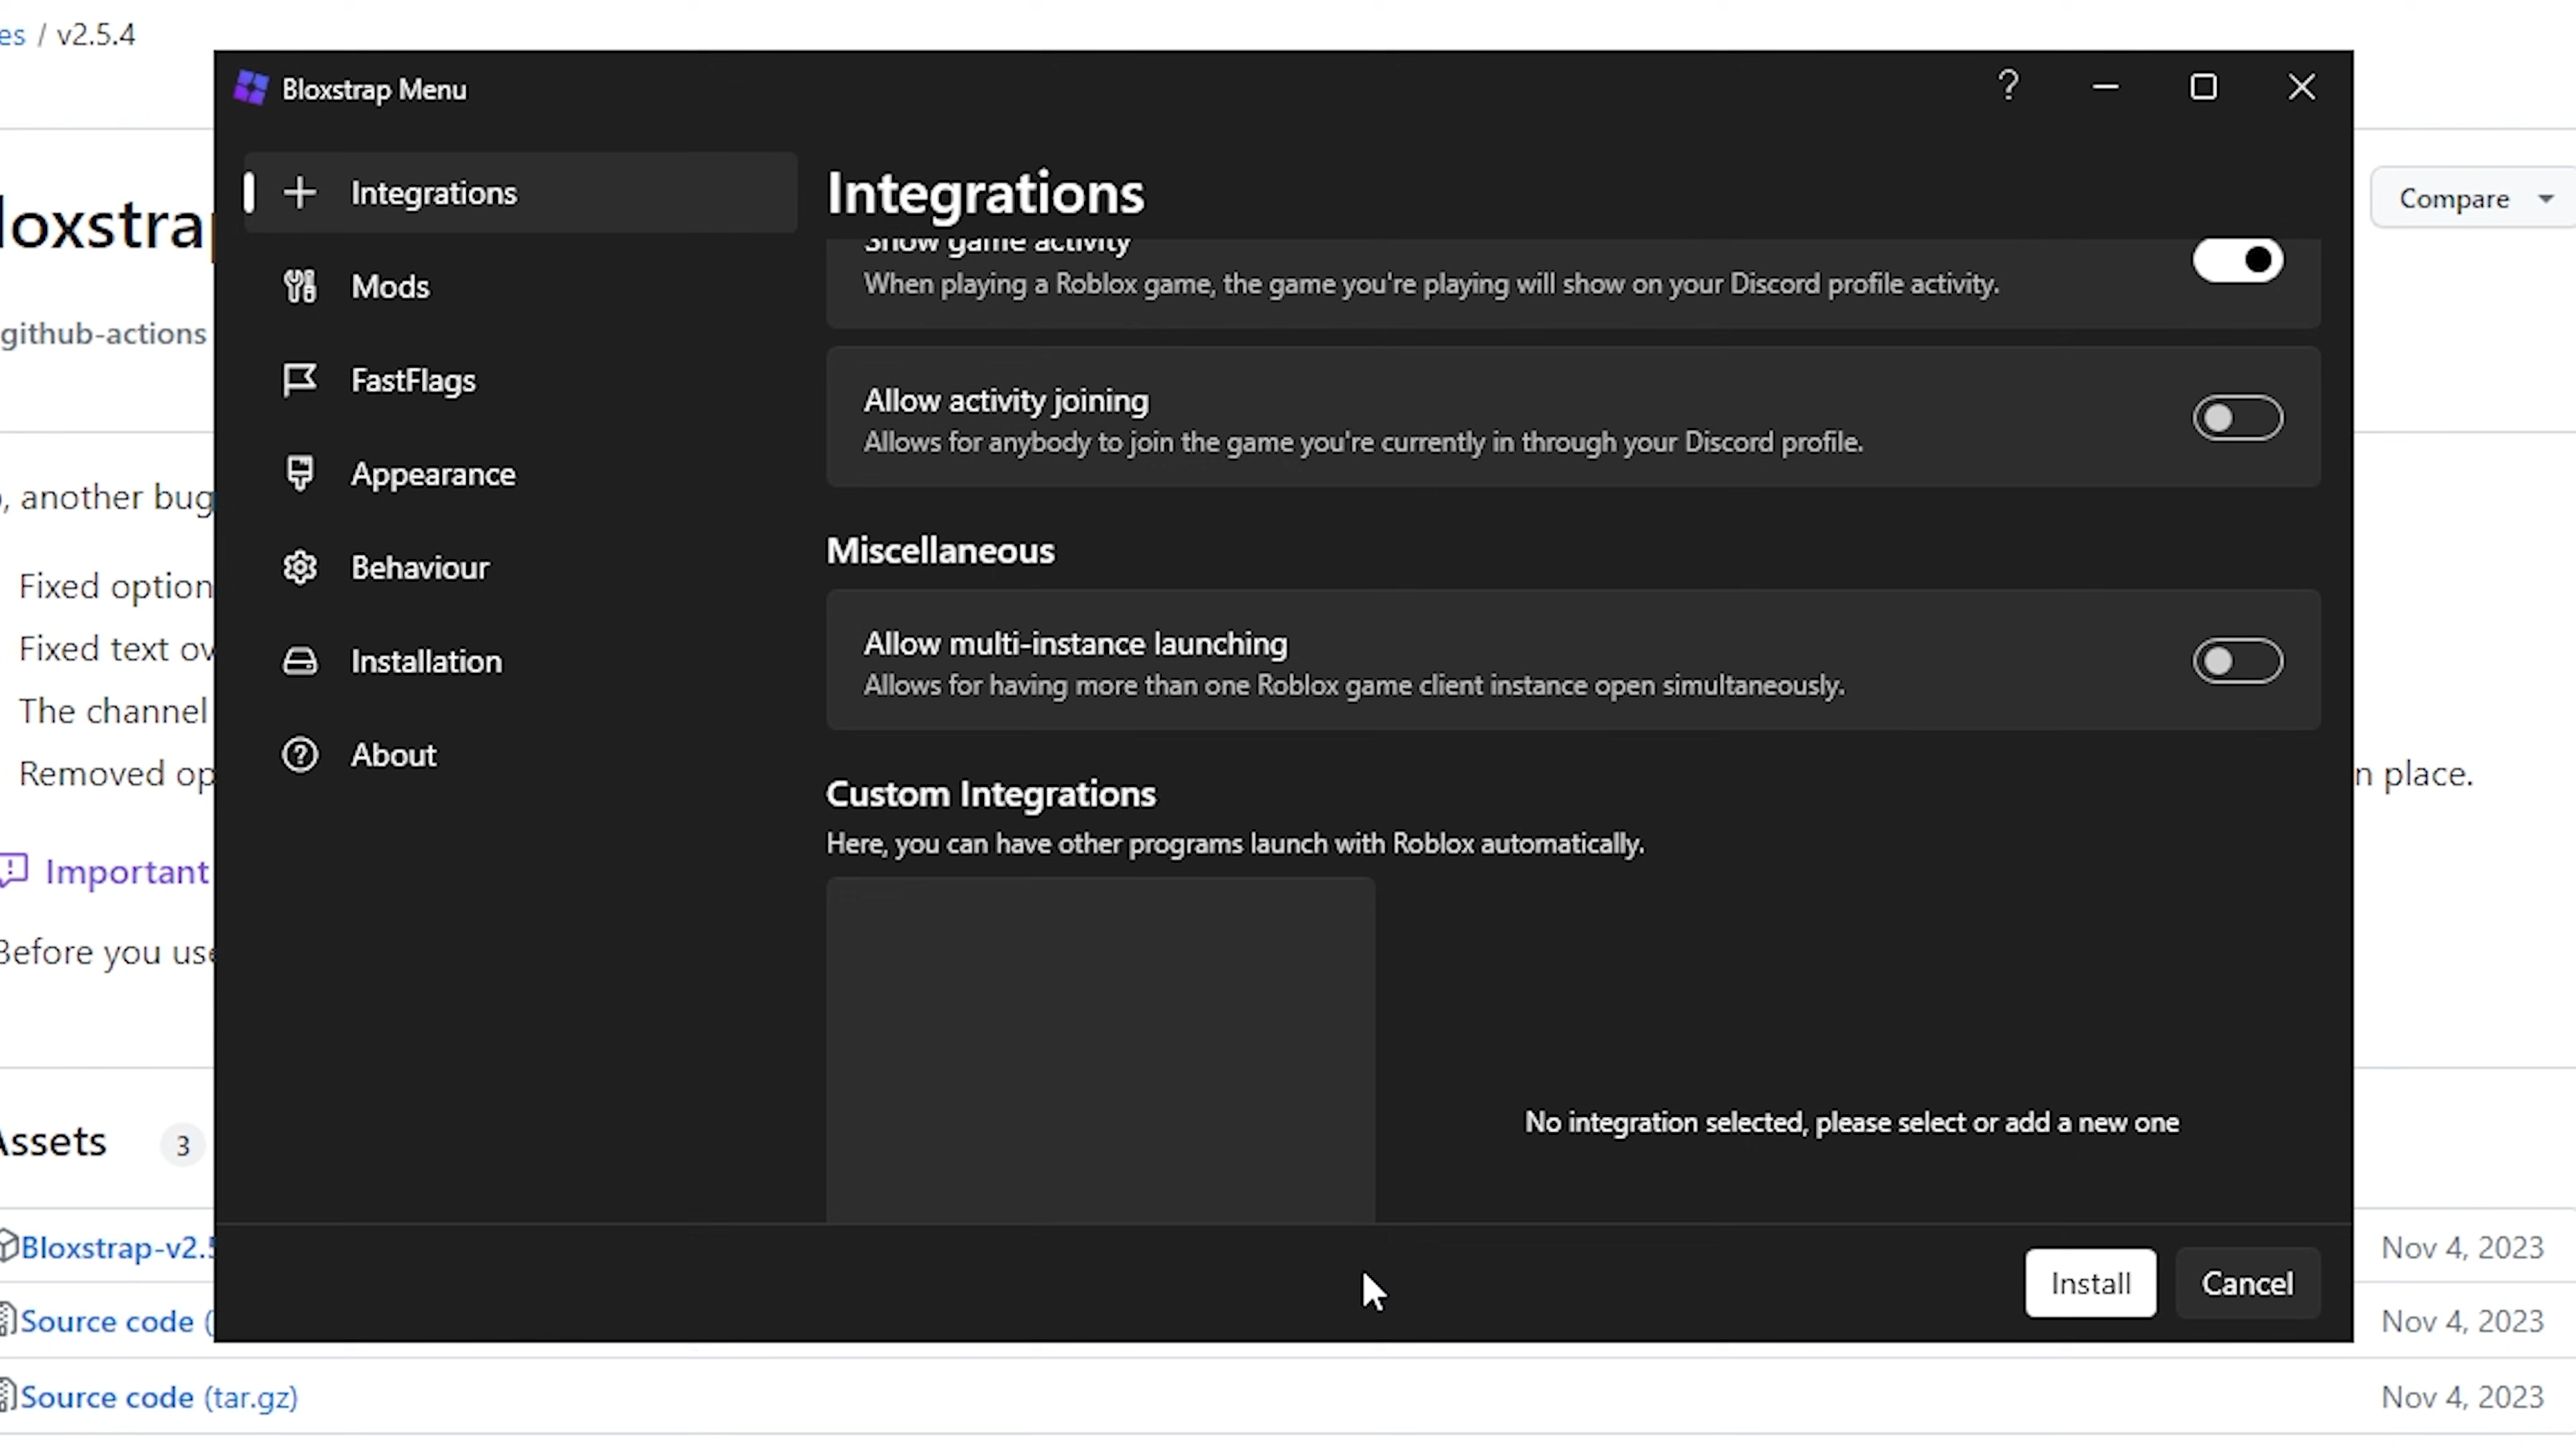 es / v2.5.4
Bloxstrap Menu
?
Compare
loxstrap
github-actions
, another bug
Fixed option
Fixed text ov
The channel
Removed op
n place.
Important
Before you use
Assets 3
Bloxstrap-v2.5
Nov 4, 2023
Source code (
Nov 4, 2023
Source code (tar.gz)
Nov 4, 2023
Integrations
Mods
FastFlags
Appearance
Behaviour
Installation
About
Integrations
Show game activity
When playing a Roblox game, the game you're playing will show on your Discord profile activity.
Allow activity joining
Allows for anybody to join the game you're currently in through your Discord profile.
Miscellaneous
Allow multi-instance launching
Allows for having more than one Roblox game client instance open simultaneously.
Custom Integrations
Here, you can have other programs launch with Roblox automatically.
No integration selected, please select or add a new one
Install
Cancel